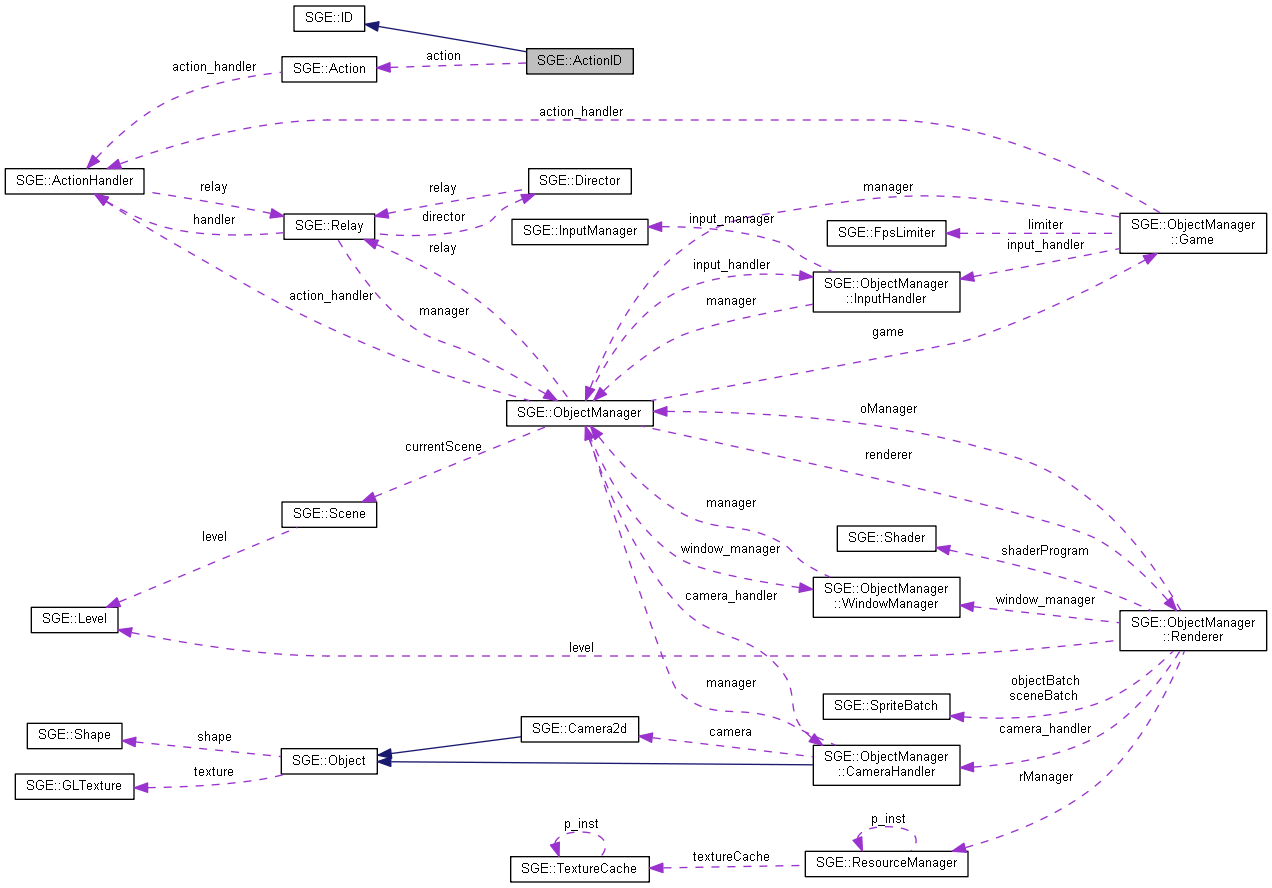 SGE::ID
SGE::ActionID
action
SGE::Action
action_handler
action_handler
SGE::ActionHandler
relay
handler
SGE::Relay
relay
director
SGE::Director
relay
SGE::InputManager
input_manager
manager
SGE::FpsLimiter
limiter
SGE::ObjectManager
::Game
input_handler
input_handler
SGE::ObjectManager
::InputHandler
manager
action_handler
manager
game
SGE::ObjectManager
oManager
currentScene
renderer
SGE::Scene
manager
level
SGE::Shader
shaderProgram
window_manager
SGE::ObjectManager
::WindowManager
window_manager
camera_handler
SGE::Level
SGE::ObjectManager
::Renderer
level
manager
objectBatch
sceneBatch
SGE::SpriteBatch
SGE::Shape
shape
SGE::Camera2d
camera
camera_handler
SGE::Object
SGE::ObjectManager
::CameraHandler
texture
SGE::GLTexture
rManager
p_inst
p_inst
SGE::TextureCache
textureCache
SGE::ResourceManager